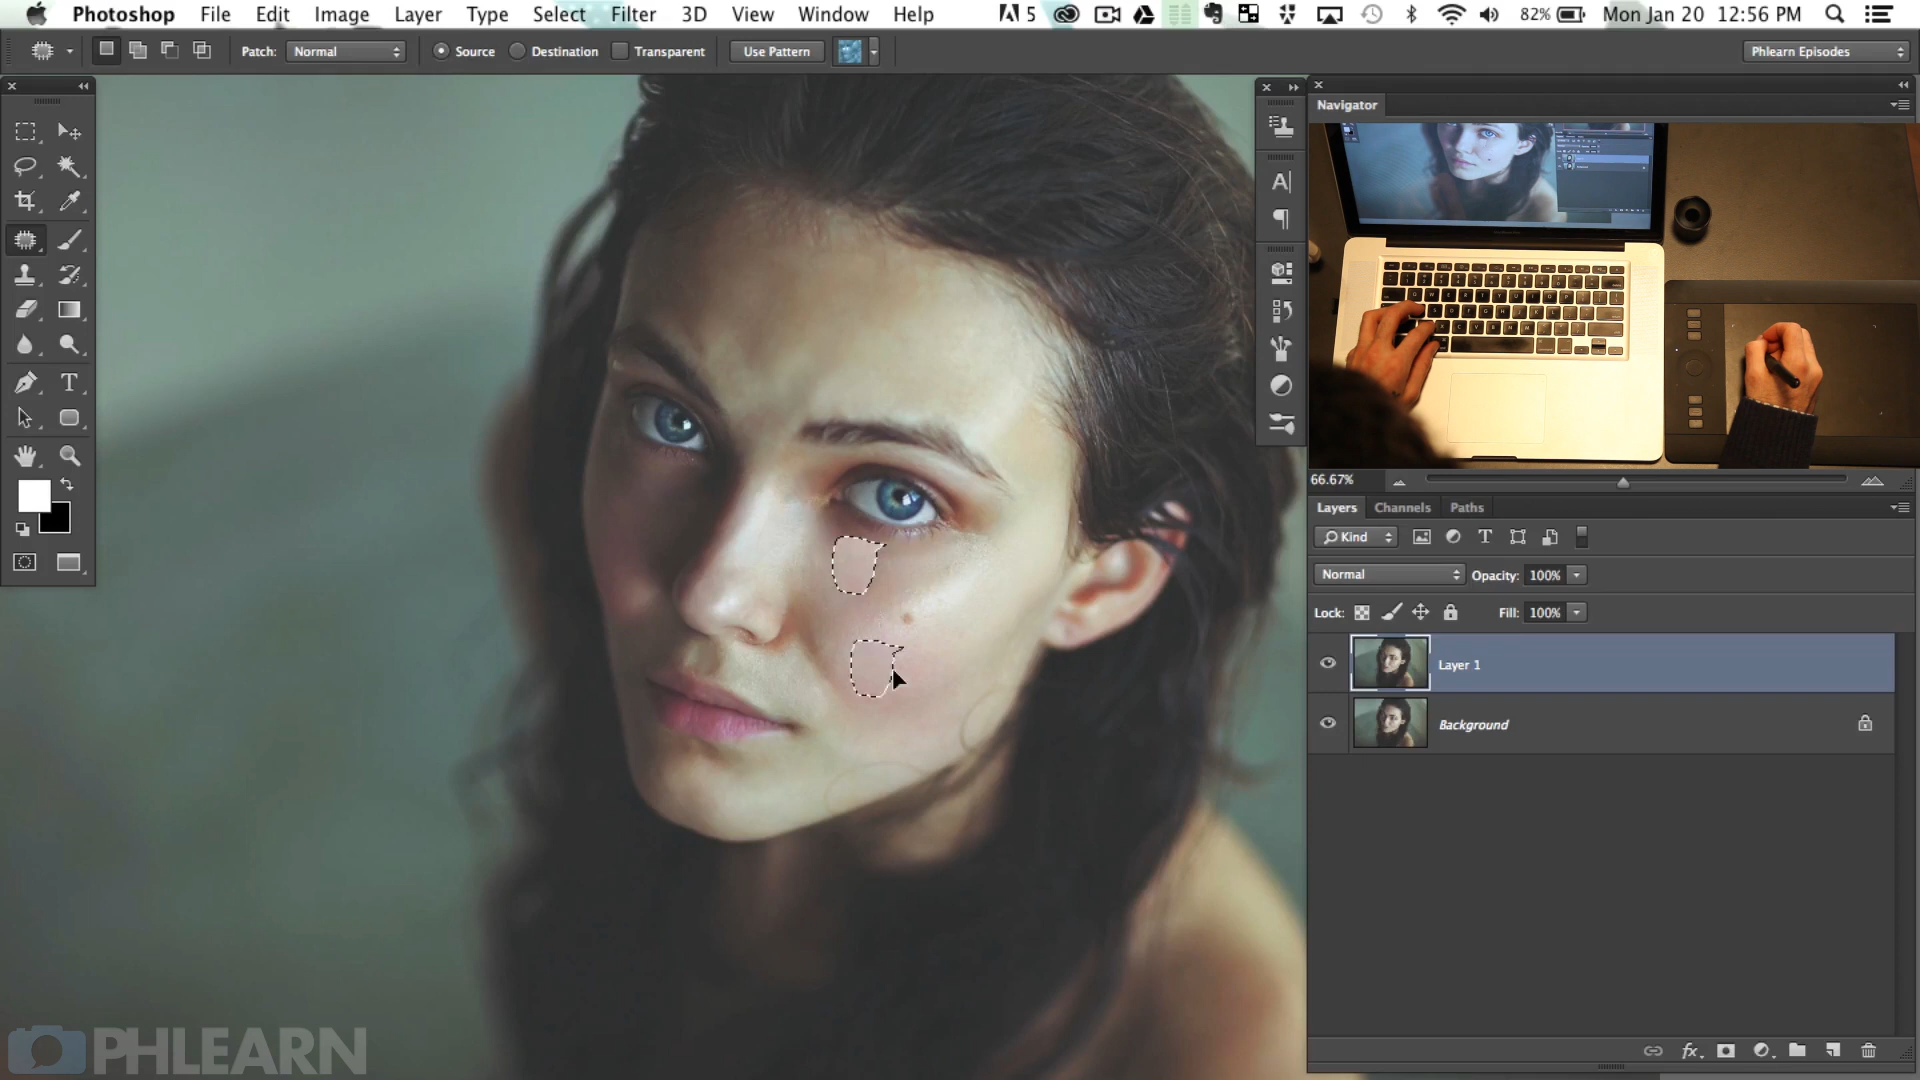 Photoshop File Edit Image Layer Type Select Filter 3D View Window Help 5 82% Mon Jan 20 12:56 PM
Patch: Normal Source Destination Transparent Use Pattern Phlearn Episodes
Navigator
66.67%
Layers Channels Paths
Kind
Normal Opacity: 100%
Lock: Fill: 100%
Layer 1
Background
PHLEARN